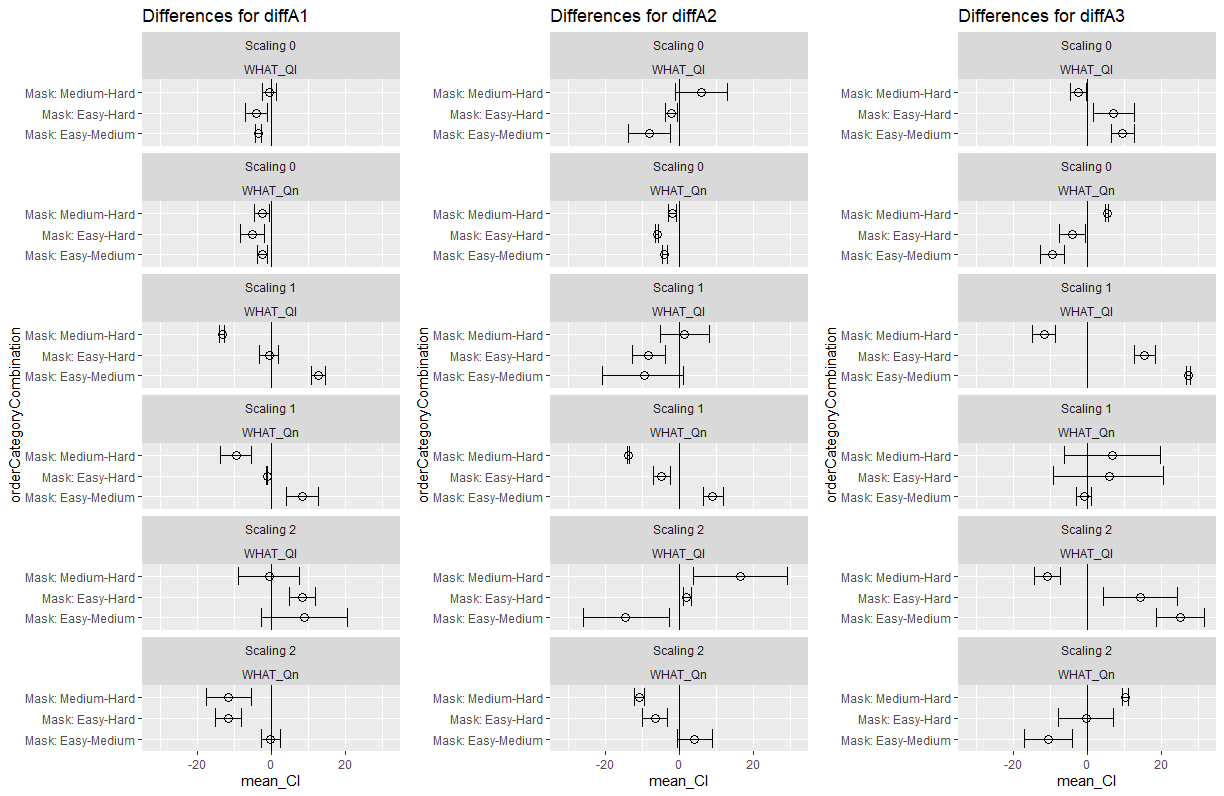 Differences for diffA1
orderCategoryCombination
Scaling 0
WHAT_QI
Mask: Medium-Hard
Mask: Easy-Hard
Mask: Easy-Medium
Scaling 0
WHAT_Qn
Mask: Medium-Hard
Mask: Easy-Hard
Mask: Easy-Medium
Scaling 1
WHAT_QI
Mask: Medium-Hard
Mask: Easy-Hard
Mask: Easy-Medium
Scaling 1
WHAT_Qn
Mask: Medium-Hard
Mask: Easy-Hard
Mask: Easy-Medium
Scaling 2
WHAT_QI
Mask: Medium-Hard
Mask: Easy-Hard
Mask: Easy-Medium
Scaling 2
WHAT_Qn
Mask: Medium-Hard
Mask: Easy-Hard
Mask: Easy-Medium
-20 0 20
mean_CI
Differences for diffA2
orderCategoryCombination
Scaling 0
WHAT_QI
Mask: Medium-Hard
Mask: Easy-Hard
Mask: Easy-Medium
Scaling 0
WHAT_Qn
Mask: Medium-Hard
Mask: Easy-Hard
Mask: Easy-Medium
Scaling 1
WHAT_QI
Mask: Medium-Hard
Mask: Easy-Hard
Mask: Easy-Medium
Scaling 1
WHAT_Qn
Mask: Medium-Hard
Mask: Easy-Hard
Mask: Easy-Medium
Scaling 2
WHAT_QI
Mask: Medium-Hard
Mask: Easy-Hard
Mask: Easy-Medium
Scaling 2
WHAT_Qn
Mask: Medium-Hard
Mask: Easy-Hard
Mask: Easy-Medium
-20 0 20
mean_CI
Differences for diffA3
orderCategoryCombination
Scaling 0
WHAT_QI
Mask: Medium-Hard
Mask: Easy-Hard
Mask: Easy-Medium
Scaling 0
WHAT_Qn
Mask: Medium-Hard
Mask: Easy-Hard
Mask: Easy-Medium
Scaling 1
WHAT_QI
Mask: Medium-Hard
Mask: Easy-Hard
Mask: Easy-Medium
Scaling 1
WHAT_Qn
Mask: Medium-Hard
Mask: Easy-Hard
Mask: Easy-Medium
Scaling 2
WHAT_QI
Mask: Medium-Hard
Mask: Easy-Hard
Mask: Easy-Medium
Scaling 2
WHAT_Qn
Mask: Medium-Hard
Mask: Easy-Hard
Mask: Easy-Medium
-20 0 20
mean_CI